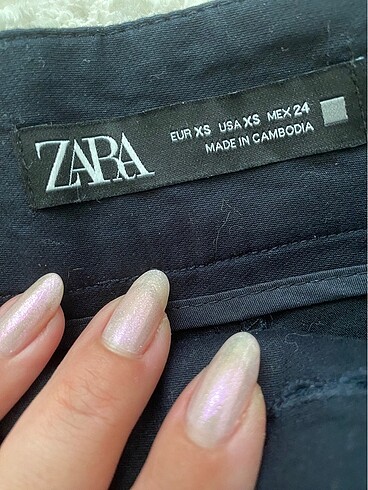 ZARA
EUR XS USA XS MEX 24
MADE IN CAMBODIA